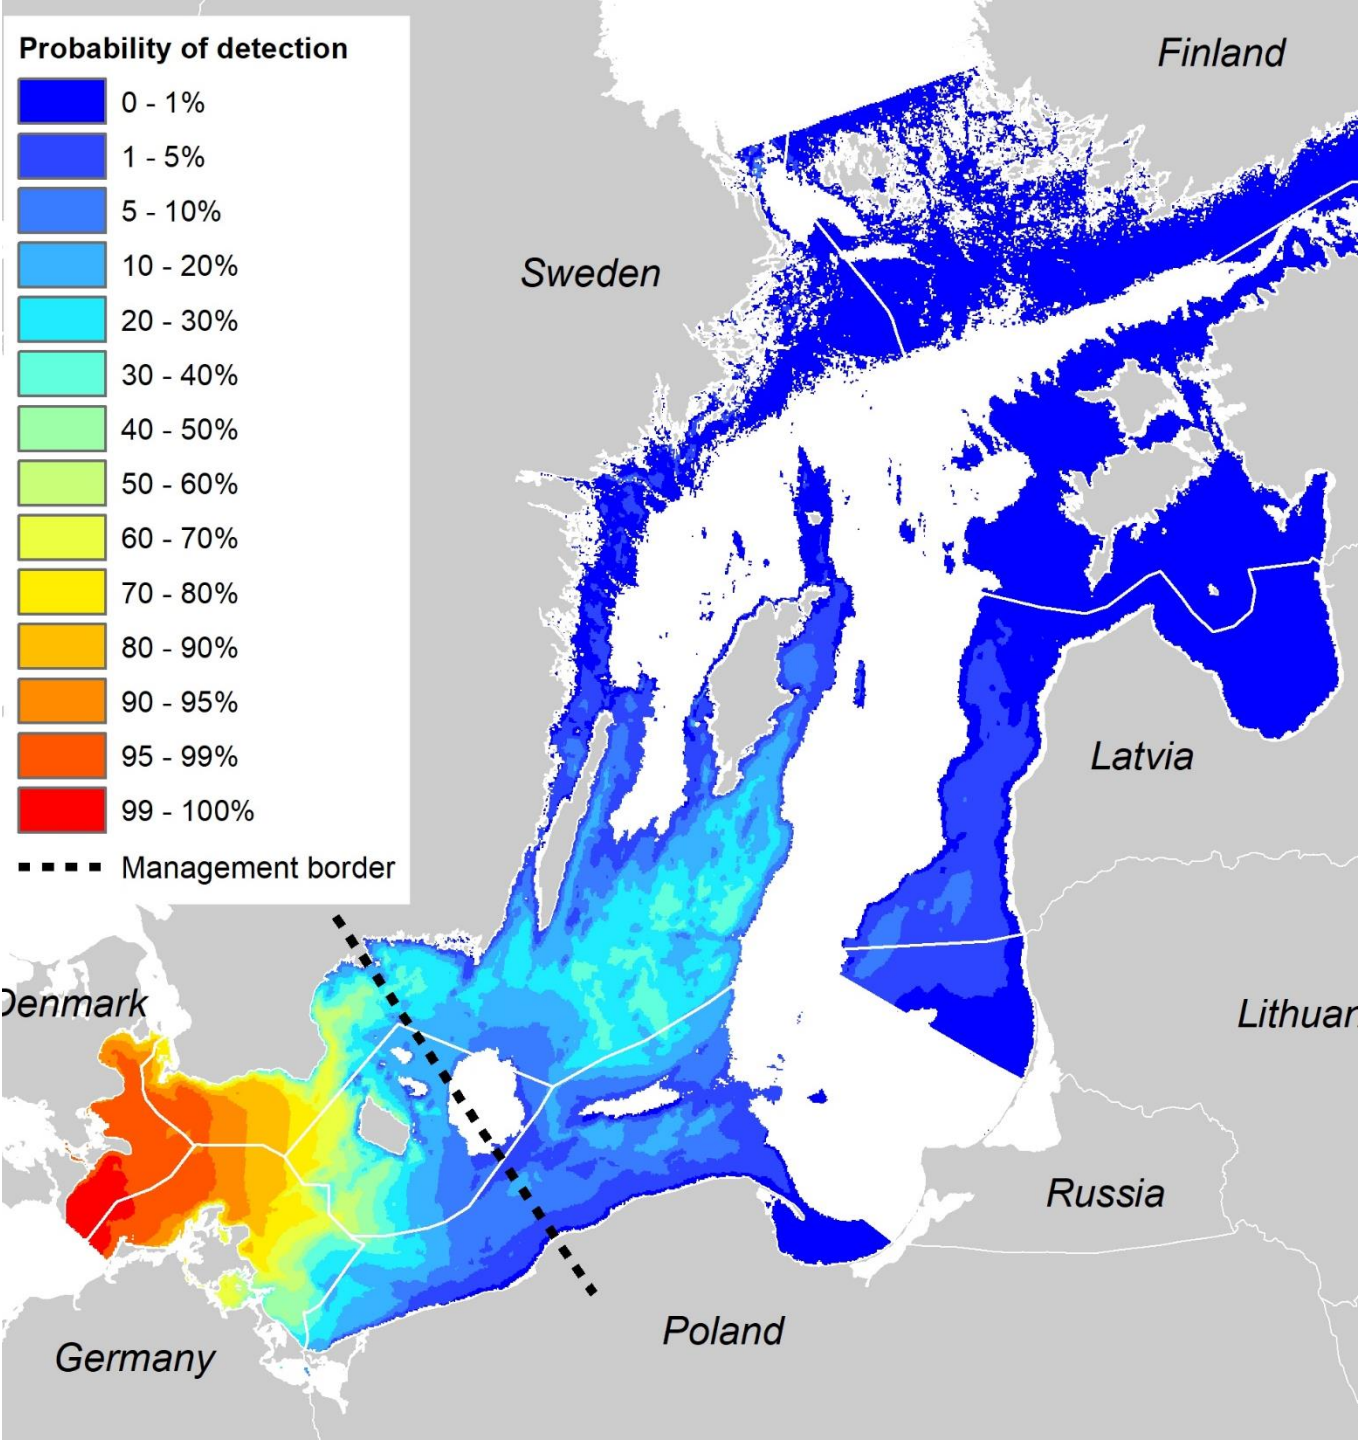 Probability of detection
0 - 1%
1 - 5%
5 - 10%
10 - 20%
20 - 30%
30 - 40%
40 - 50%
50 - 60%
60 - 70%
70 - 80%
80 - 90%
90 - 95%
95 - 99%
99 - 100%
Management border
Finland
Sweden
Latvia
Denmark
Lithuan
Russia
Poland
Germany